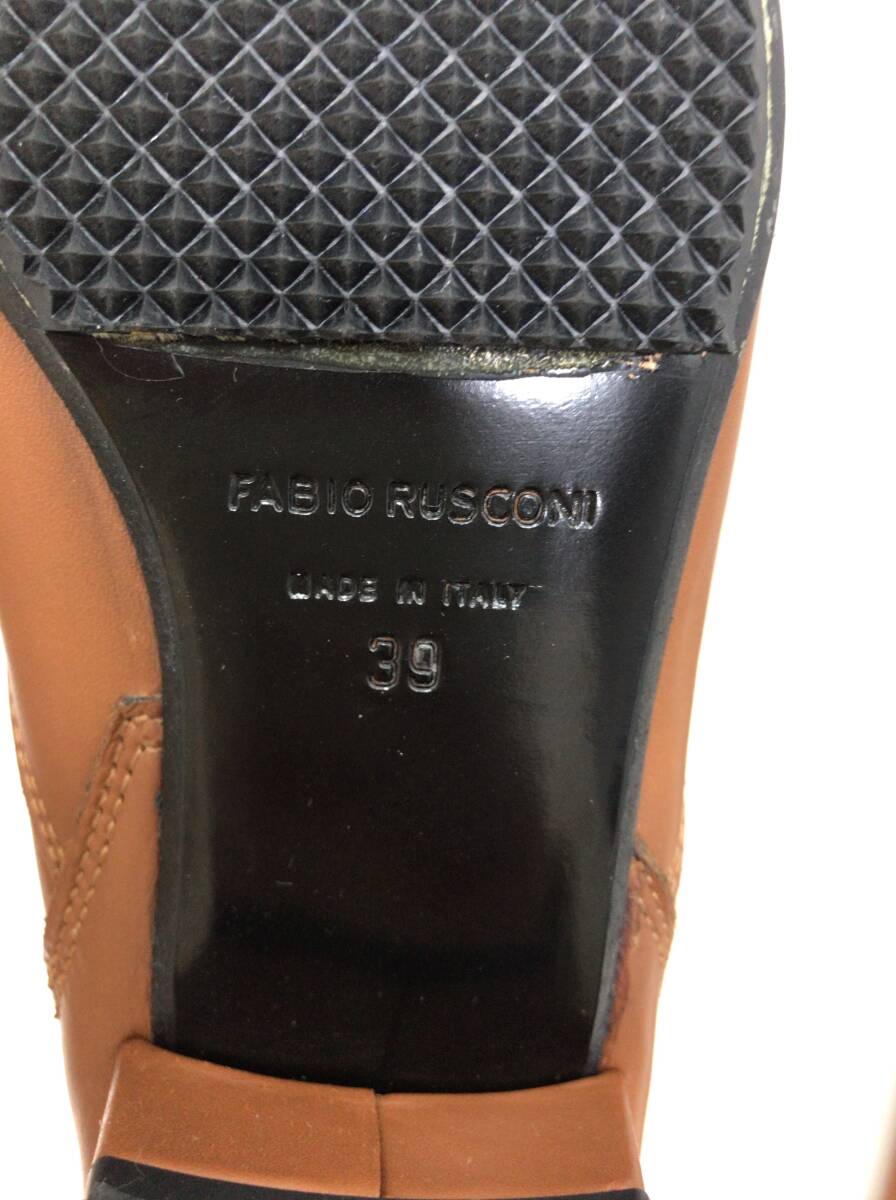 FABIO RUSCONI
MADE IN ITALY
39